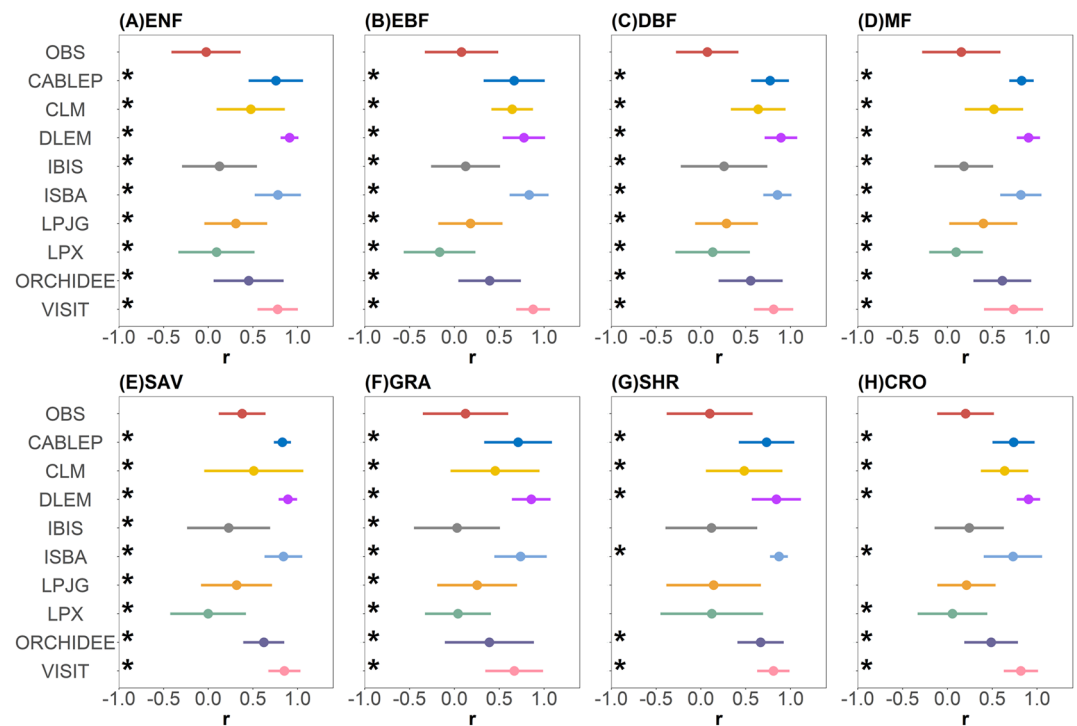 (A)ENF (B)EBF (C)DBF (D)MF
OBS
CABLEP * * * *
CLM * * * *
DLEM * * * *
IBIS * * * *
ISBA * * * *
LPJG * * * *
LPX * * * *
ORCHIDEE * * * *
VISIT * * * *
-1.0 -0.5 0.0 0.5 1.0 -1.0 -0.5 0.0 0.5 1.0 -1.0 -0.5 0.0 0.5 1.0 -1.0 -0.5 0.0 0.5 1.0
r r r r
(E)SAV (F)GRA (G)SHR (H)CRO
OBS
CABLEP * * * *
CLM * * * *
DLEM * * * *
IBIS * *
ISBA * * * *
LPJG * *
LPX * * *
ORCHIDEE * * * *
VISIT * * * *
-1.0 -0.5 0.0 0.5 1.0 -1.0 -0.5 0.0 0.5 1.0 -1.0 -0.5 0.0 0.5 1.0 -1.0 -0.5 0.0 0.5 1.0
r r r r